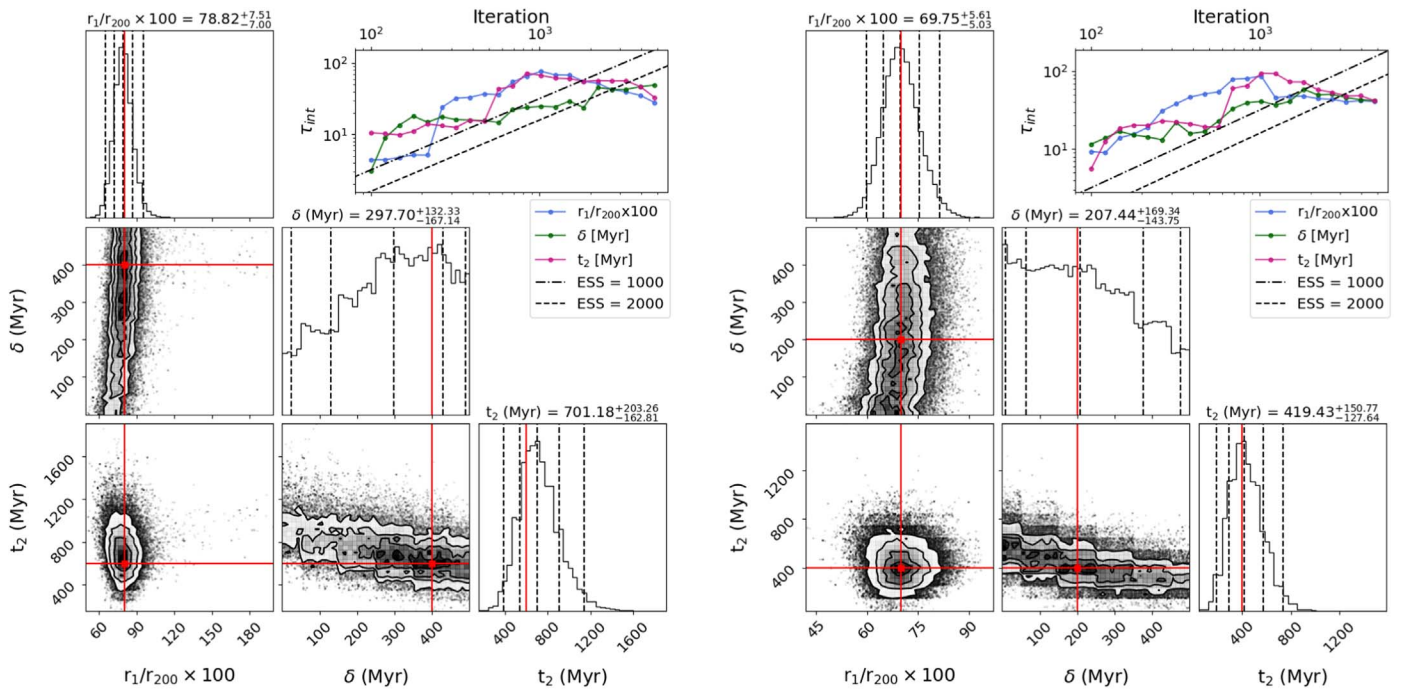 r₁/r₂₀₀ × 100 = 78.82 +7.51 −7.00
Iteration
10² 10³
10²
10¹
τint
δ (Myr) = 297.70 +132.33 −167.14
r₁/r₂₀₀x100
δ [Myr]
t₂ [Myr]
ESS = 1000
ESS = 2000
δ (Myr)
400
300
200
100
t₂ (Myr) = 701.18 +203.26 −162.81
t₂ (Myr)
1600
1200
800
400
60 90 120 150 180
100 200 300 400
400 800 1200 1600
r₁/r₂₀₀ × 100
δ (Myr)
t₂ (Myr)
r₁/r₂₀₀ × 100 = 69.75 +5.61 −5.03
Iteration
10² 10³
10²
10¹
τint
δ (Myr) = 207.44 +169.34 −143.75
r₁/r₂₀₀x100
δ [Myr]
t₂ [Myr]
ESS = 1000
ESS = 2000
δ (Myr)
400
300
200
100
t₂ (Myr) = 419.43 +150.77 −127.64
t₂ (Myr)
1200
800
400
45 60 75 90
100 200 300 400
400 800 1200
r₁/r₂₀₀ × 100
δ (Myr)
t₂ (Myr)